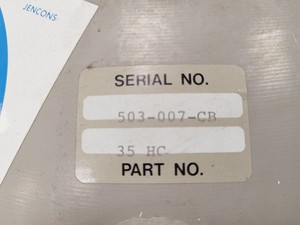 JENCONS
SERIAL NO.
503-007-CB
35 HC
PART NO.